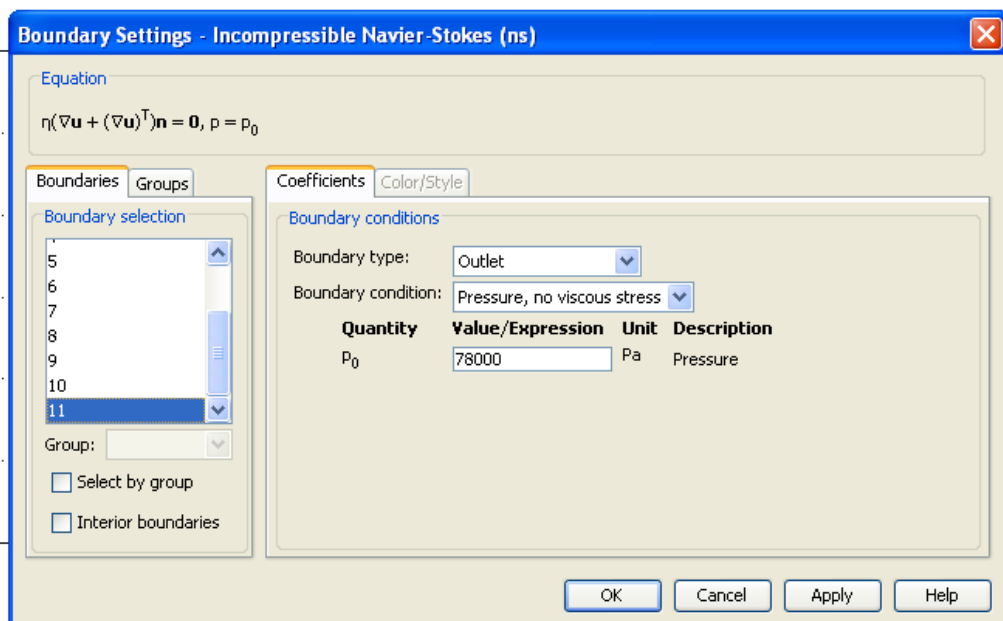 Boundary Settings - Incompressible Navier-Stokes (ns)
Equation
η(∇u + (∇u)ᵀ)n = 0, p = p₀
Boundaries Groups
Boundary selection
5
6
7
8
9
10
11
Group:
Select by group
Interior boundaries
Coefficients Color/Style
Boundary conditions
Boundary type: Outlet
Boundary condition: Pressure, no viscous stress
Quantity Value/Expression Unit Description
p₀ 78000 Pa Pressure
OK Cancel Apply Help